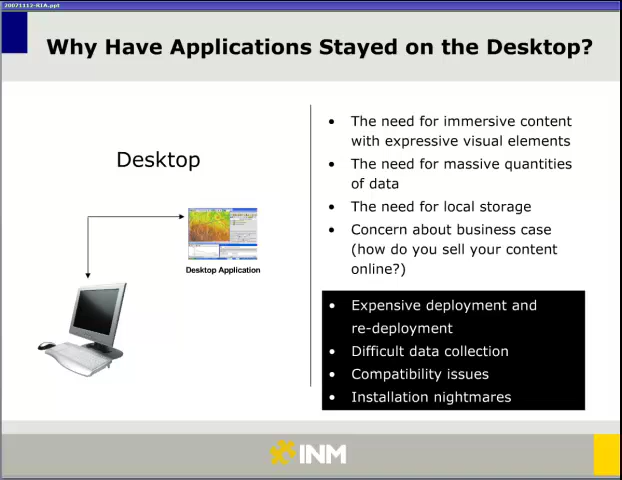 20071112-RIA.ppt
Why Have Applications Stayed on the Desktop?
Desktop
Desktop Application
• The need for immersive content
with expressive visual elements
• The need for massive quantities
of data
• The need for local storage
• Concern about business case
(how do you sell your content
online?)
• Expensive deployment and
re-deployment
• Difficult data collection
• Compatibility issues
• Installation nightmares
INM